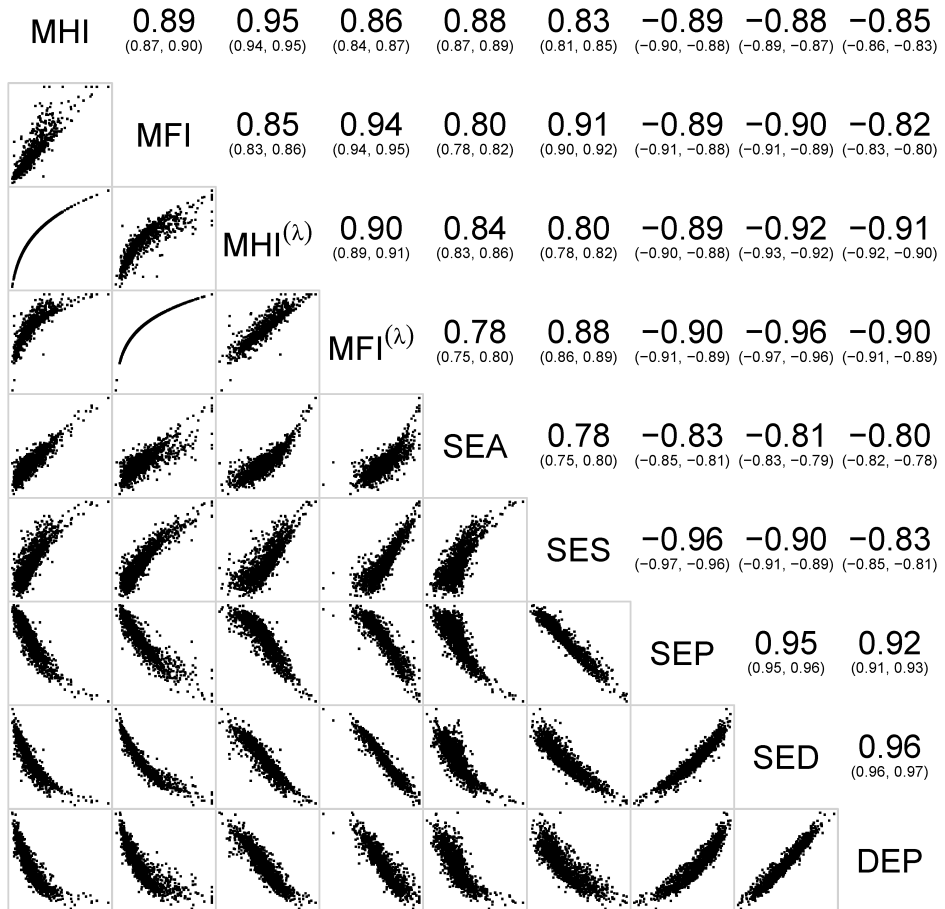 MHI 0.89 0.95 0.86 0.88 0.83 −0.89 −0.88 −0.85
(0.87, 0.90) (0.94, 0.95) (0.84, 0.87) (0.87, 0.89) (0.81, 0.85) (−0.90, −0.88) (−0.89, −0.87) (−0.86, −0.83)
MFI 0.85 0.94 0.80 0.91 −0.89 −0.90 −0.82
(0.83, 0.86) (0.94, 0.95) (0.78, 0.82) (0.90, 0.92) (−0.91, −0.88) (−0.91, −0.89) (−0.83, −0.80)
MHI(λ) 0.90 0.84 0.80 −0.89 −0.92 −0.91
(0.89, 0.91) (0.83, 0.86) (0.78, 0.82) (−0.90, −0.88) (−0.93, −0.92) (−0.92, −0.90)
MFI(λ) 0.78 0.88 −0.90 −0.96 −0.90
(0.75, 0.80) (0.86, 0.89) (−0.91, −0.89) (−0.97, −0.96) (−0.91, −0.89)
SEA 0.78 −0.83 −0.81 −0.80
(0.75, 0.80) (−0.85, −0.81) (−0.83, −0.79) (−0.82, −0.78)
SES −0.96 −0.90 −0.83
(−0.97, −0.96) (−0.91, −0.89) (−0.85, −0.81)
SEP 0.95 0.92
(0.95, 0.96) (0.91, 0.93)
SED 0.96
(0.96, 0.97)
DEP